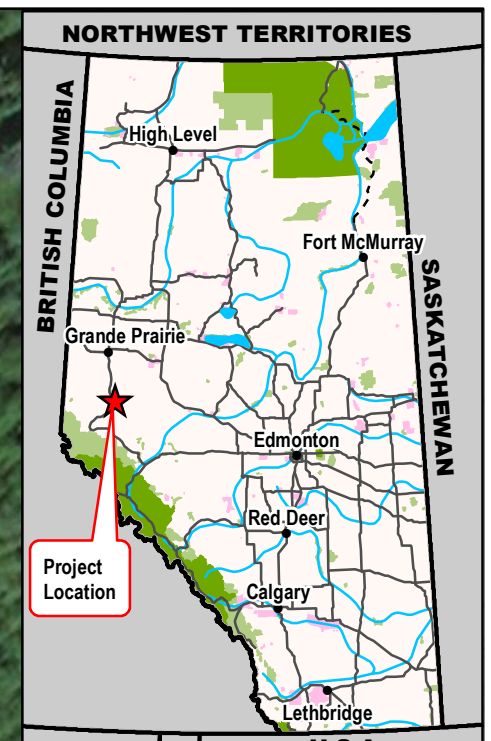 NORTHWEST TERRITORIES
BRITISH COLUMBIA
High Level
Fort McMurray
SASKATCHEWAN
Grande Prairie
Edmonton
Red Deer
Project
Location
Calgary
Lethbridge